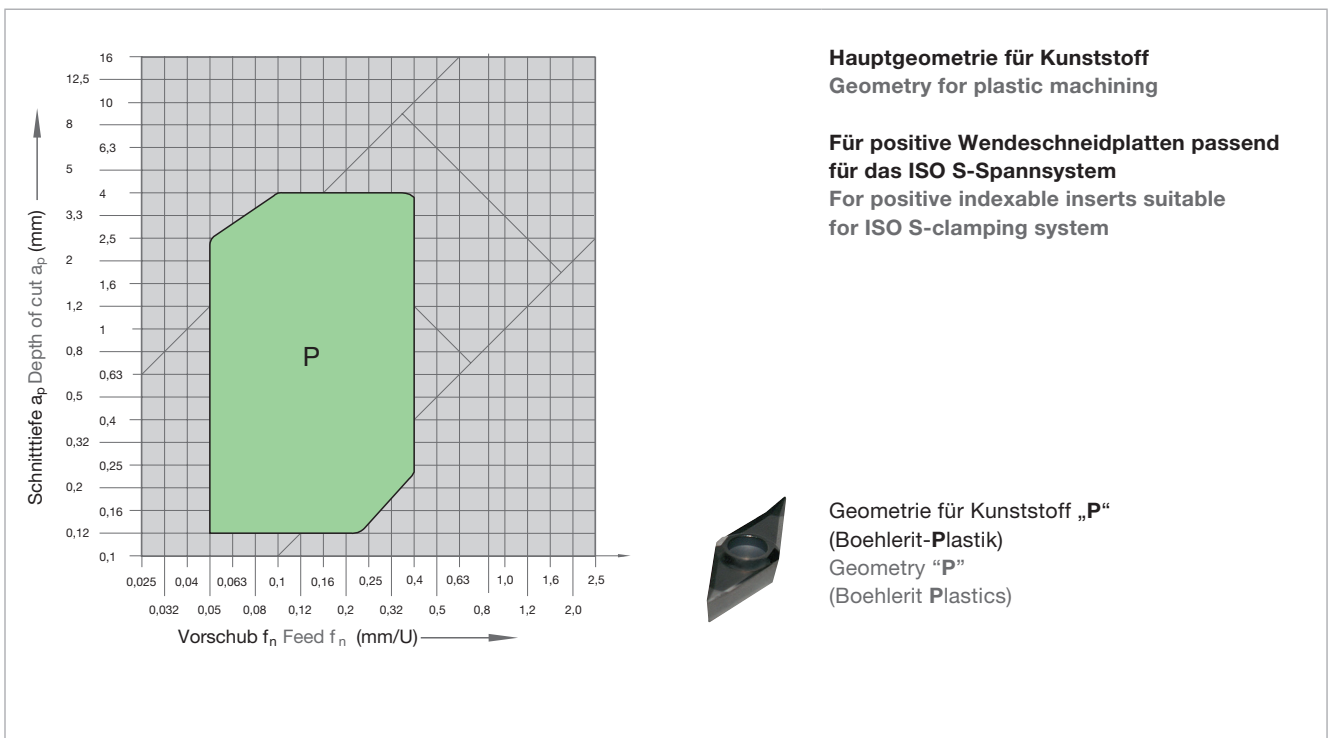 16
12,5
10
8
6,3
5
4
3,3
2,5
2
1,6
1,2
1
0,8
0,63
0,5
0,4
0,32
0,25
0,2
0,16
0,12
0,1
Schnitttiefe ap Depth of cut ap (mm)
P
0,025 0,04 0,063 0,1 0,16 0,25 0,4 0,63 1,0 1,6 2,5
0,032 0,05 0,08 0,12 0,2 0,32 0,5 0,8 1,2 2,0
Vorschub fn Feed fn (mm/U)
Hauptgeometrie für Kunststoff
Geometry for plastic machining
Für positive Wendeschneidplatten passend
für das ISO S-Spannsystem
For positive indexable inserts suitable
for ISO S-clamping system
Geometrie für Kunststoff „P“
(Boehlerit-Plastik)
Geometry “P”
(Boehlerit Plastics)